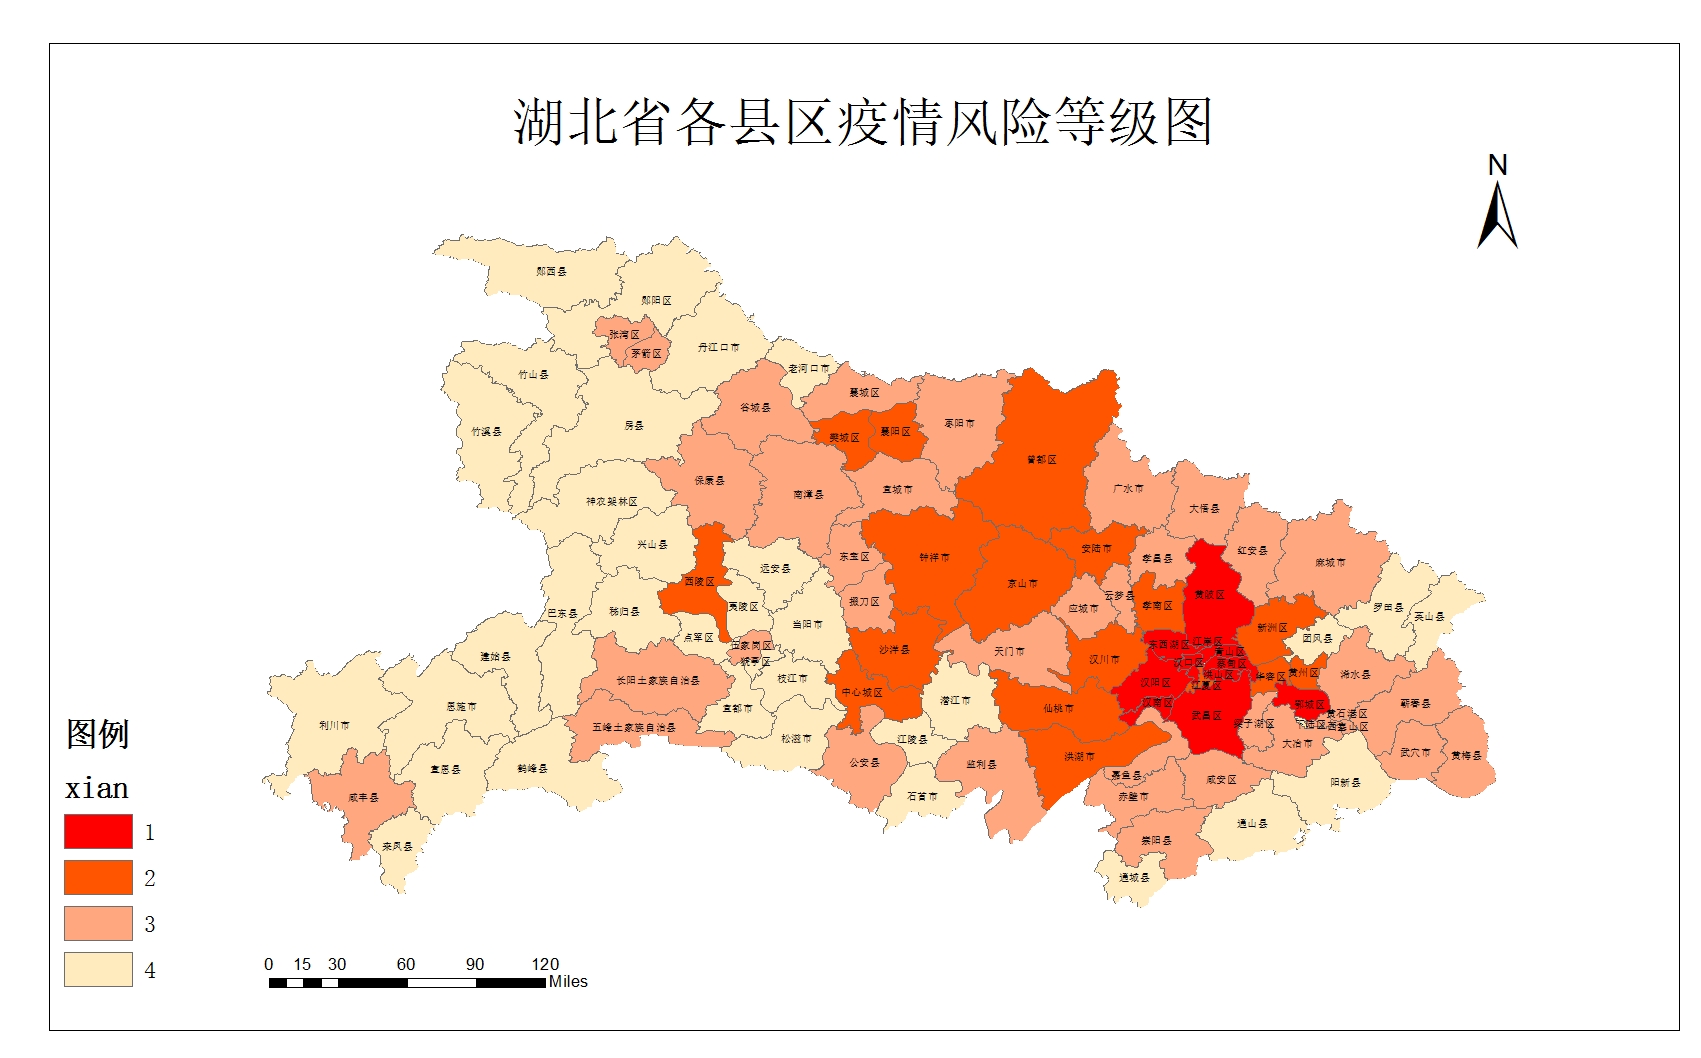 湖北省各县区疫情风险等级图
N
郧西县
郧阳区
张湾区
茅箭区
丹江口市
老河口市
竹山县
襄城区
谷城县
枣阳市
房县
竹溪县
樊城区
襄阳区
曾都区
保康县
南漳县
宜城市
广水市
神农架林区
大悟县
兴山县
东宝区
钟祥市
安陆市
孝昌县
红安县
麻城市
远安县
西陵区
京山市
掇刀区
云梦县
黄陂区
巴东县
秭归县
夷陵区
应城市
孝南区
罗田县
英山县
当阳市
新洲区
团风县
点军区
伍家岗区
猇亭区
建始县
沙洋县
天门市
汉川市
东西湖区
江岸区
青山区
汉口区
蔡甸区
洪山区
江夏区
华容区
黄州区
浠水县
长阳土家族自治县
枝江市
中心城区
汉阳区
汉南区
潜江市
仙桃市
武昌区
鄂城区
蕲春县
恩施市
宜都市
利川市
五峰土家族自治县
松滋市
江陵县
梁子湖区
黄石港区
下陆区
西塞山区
大冶市
武穴市
黄梅县
宣恩县
鹤峰县
公安县
监利县
洪湖市
嘉鱼县
咸安区
阳新县
咸丰县
石首市
赤壁市
通山县
来凤县
崇阳县
通城县
图例
xian
1
2
3
4
0 15 30 60 90 120
Miles